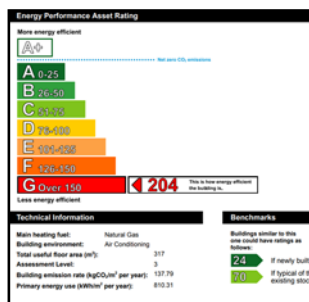 Energy Performance Asset Rating
More energy efficient
A+
Net zero CO₂ emissions
A 0-25
B 26-50
C 51-75
D 76-100
E 101-125
F 126-150
G Over 150
204
This is how energy efficient
the building is.
Less energy efficient
Technical Information
Main heating fuel: Natural Gas
Building environment: Air Conditioning
Total useful floor area (m²): 317
Assessment Level: 3
Building emission rate (kgCO₂/m² per year): 137.79
Primary energy use (kWh/m² per year): 810.31
Benchmarks
Buildings similar to this
one could have ratings as
follows:
24 If newly built
70 If typical of the
existing stoc